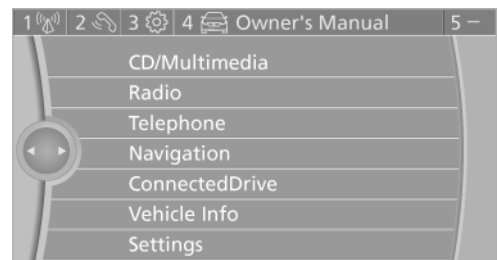 1 2 3 4 Owner's Manual 5 –
CD/Multimedia
Radio
Telephone
Navigation
ConnectedDrive
Vehicle Info
Settings